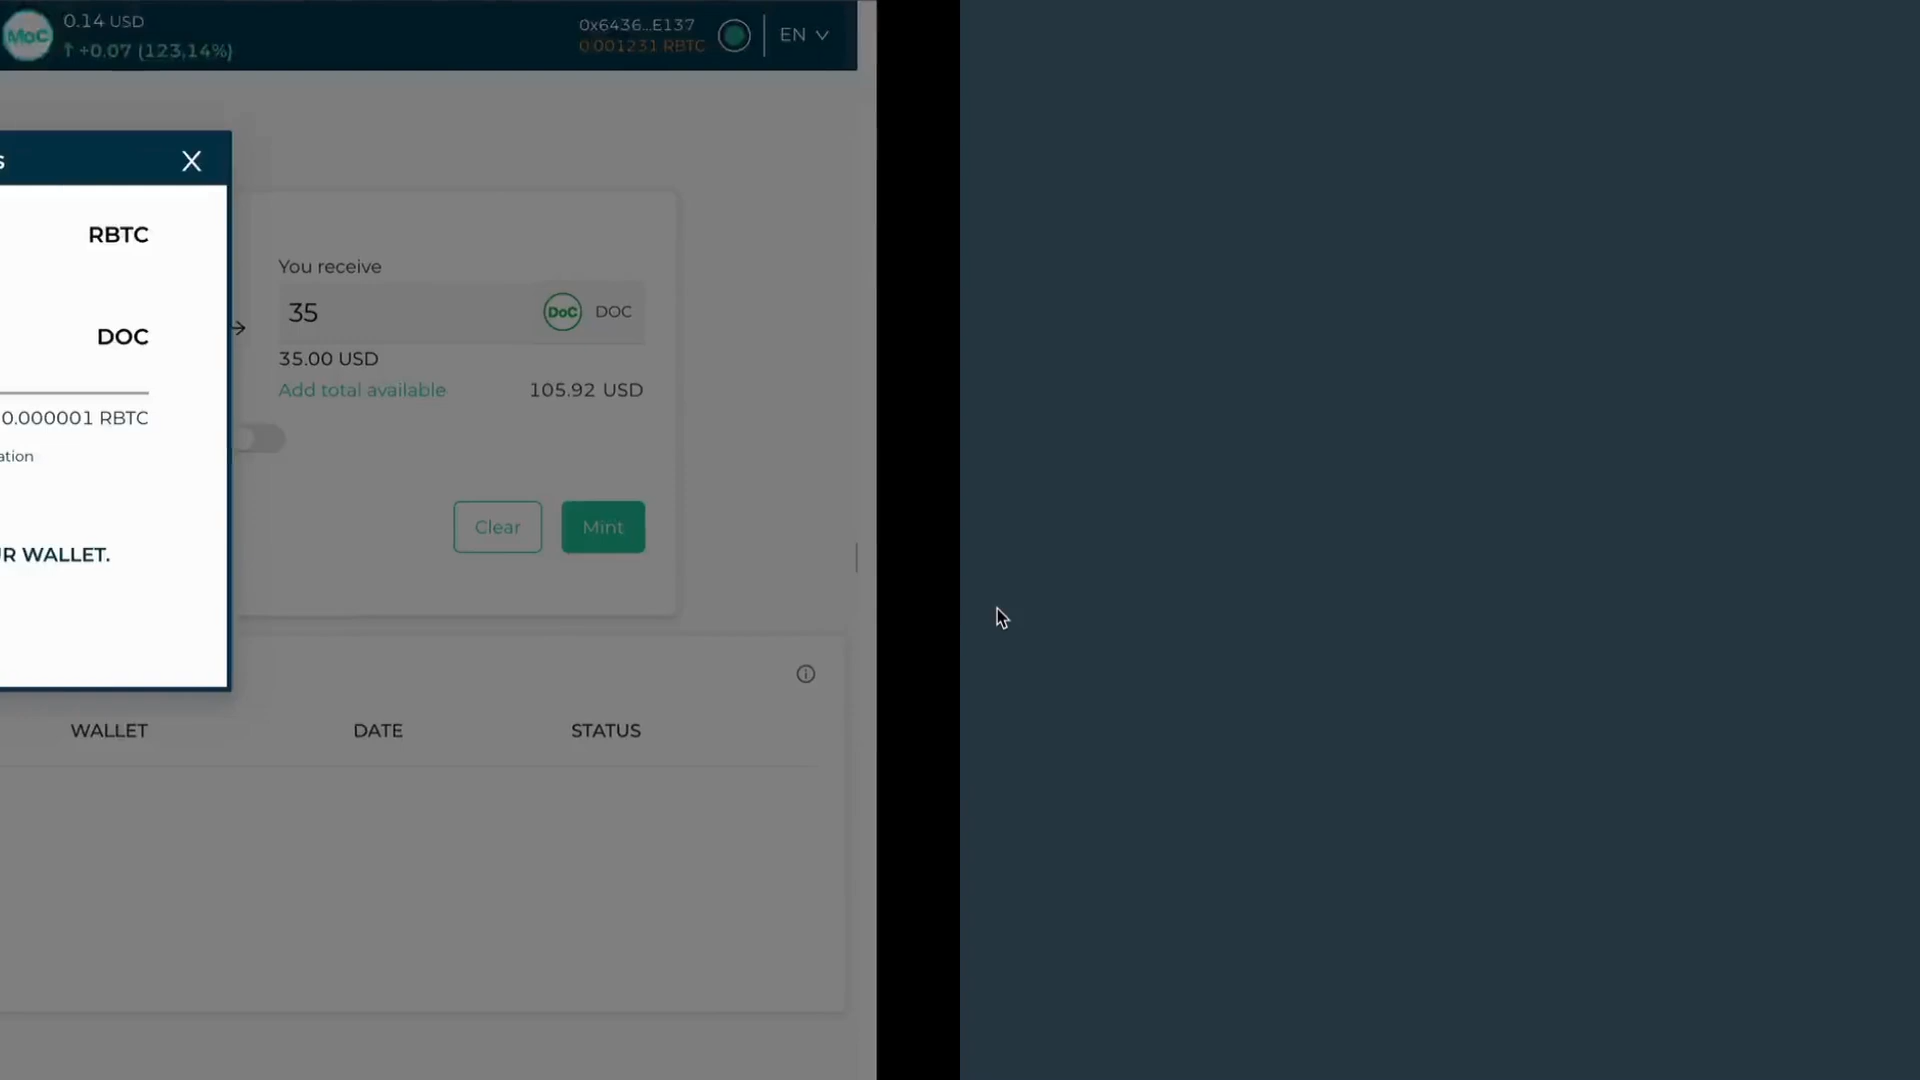 MoC
0.14 USD
↑ +0.07 (123,14%)
0x6436...E137
0.001231 RBTC
EN
X
RBTC
DOC
0.000001 RBTC
WALLET.
You receive
35
DoC DOC
35.00 USD
Add total available 105.92 USD
Clear Mint
WALLET DATE STATUS